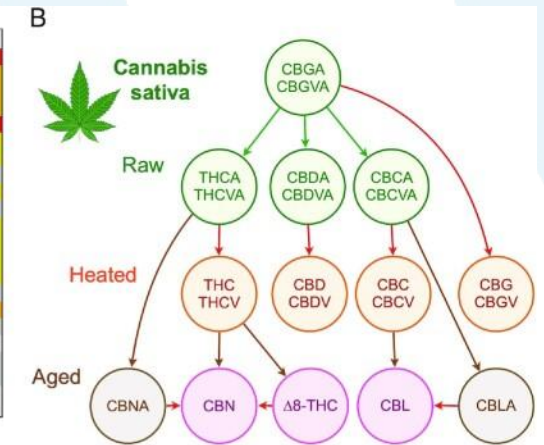 B
Cannabis
sativa
CBGA
CBGVA
Raw
THCA
THCVA
CBDA
CBDVA
CBCA
CBCVA
Heated
THC
THCV
CBD
CBDV
CBC
CBCV
CBG
CBGV
Aged
CBNA
CBN
Δ8-THC
CBL
CBLA